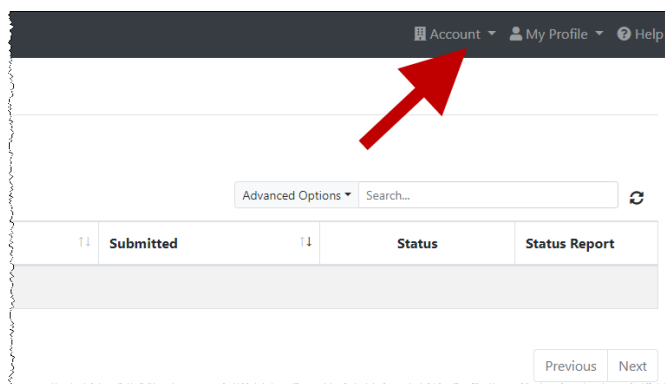 Account My Profile Help
Advanced Options Search...
Submitted Status Status Report
Previous Next